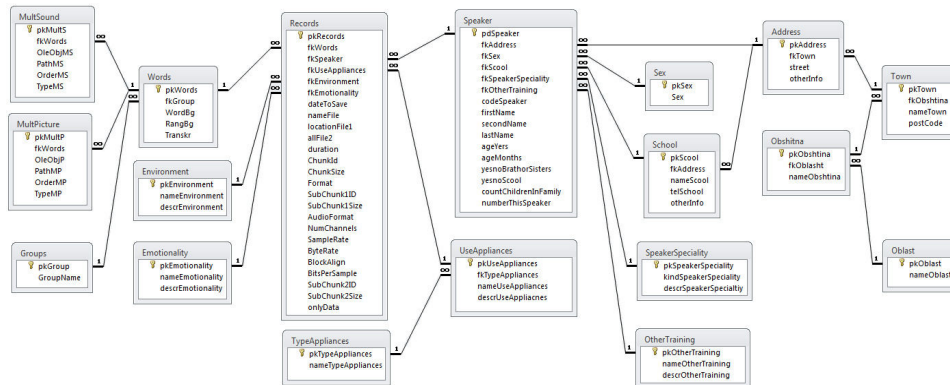 MultSound
pkMultS
fkWords
OleObjMS
PathMS
OrderMS
TypeMS
MultPicture
pkMultP
fkWords
OleObjP
PathMP
OrderMP
TypeMP
Groups
pkGroup
GroupName
Words
pkWords
fkGroup
WordBg
RangBg
Transkr
Environment
pkEnvironment
nameEnvironment
descrEnvironment
Emotionality
pkEmotionality
nameEmotionality
descrEmotionality
Records
pkRecords
fkWords
fkSpeaker
fkUseAppliances
fkEnvironment
fkEmotionality
dateToSave
nameFile
locationFile1
allFile2
duration
ChunkId
ChunkSize
Format
SubChunk1ID
SubChunk1Size
AudioFormat
NumChannels
SampleRate
ByteRate
BlockAlign
BitsPerSample
SubChunk2ID
SubChunk2Size
onlyData
TypeAppliances
pkTypeAppliances
nameTypeAppliances
Speaker
pdSpeaker
fkAddress
fkSex
fkScool
fkSpeakerSpeciality
fkOtherTraining
codeSpeaker
firstName
secondName
lastName
ageYers
ageMonths
yesnoBrathorSisters
yesnoScool
countChildrenInFamily
numberThisSpeaker
UseAppliances
pkUseAppliances
fkTypeAppliances
nameUseAppliances
descrUseAppliacnes
Sex
pkSex
Sex
School
pkScool
fkAddress
nameScool
telSchool
otherInfo
SpeakerSpeciality
pkSpeakerSpeciality
kindSpeakerSpeciality
descrSpeakerSpecialtiy
OtherTraining
pkOtherTraining
nameOtherTraining
descrOtherTraining
Address
pkAddress
fkTown
street
otherInfo
Obshitna
pkObshtina
fkOblasht
nameObshtina
Town
pkTown
fkObshtina
nameTown
postCode
Oblast
pkOblast
nameOblast